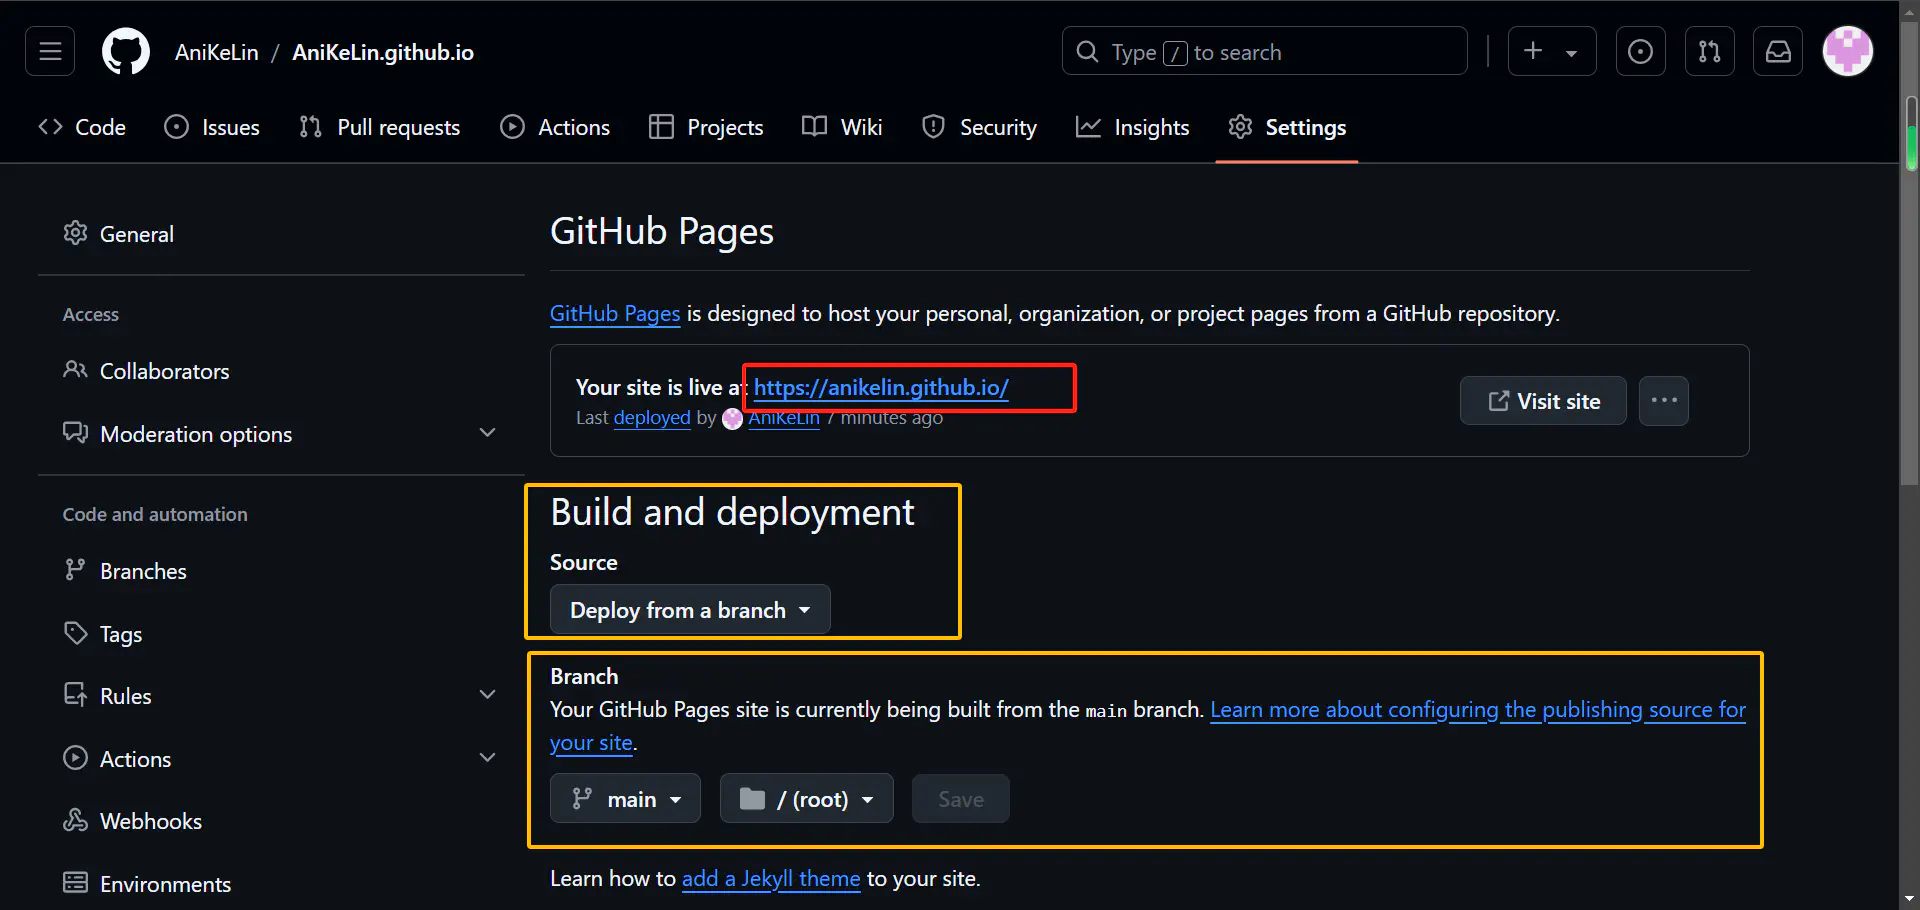 AniKeLin / AniKeLin.github.io
Type / to search
Code Issues Pull requests Actions Projects Wiki Security Insights Settings
General
Access
Collaborators
Moderation options
Code and automation
Branches
Tags
Rules
Actions
Webhooks
Environments
GitHub Pages
GitHub Pages is designed to host your personal, organization, or project pages from a GitHub repository.
Your site is live at https://anikelin.github.io/
Last deployed by AniKeLin 7 minutes ago
Visit site
Build and deployment
Source
Deploy from a branch
Branch
Your GitHub Pages site is currently being built from the main branch. Learn more about configuring the publishing source for
your site.
main / (root) Save
Learn how to add a Jekyll theme to your site.